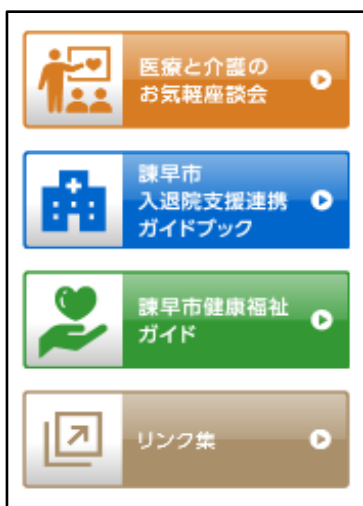 医療と介護の
お気軽座談会
諫早市
入退院支援連携
ガイドブック
諫早市健康福祉
ガイド
リンク集